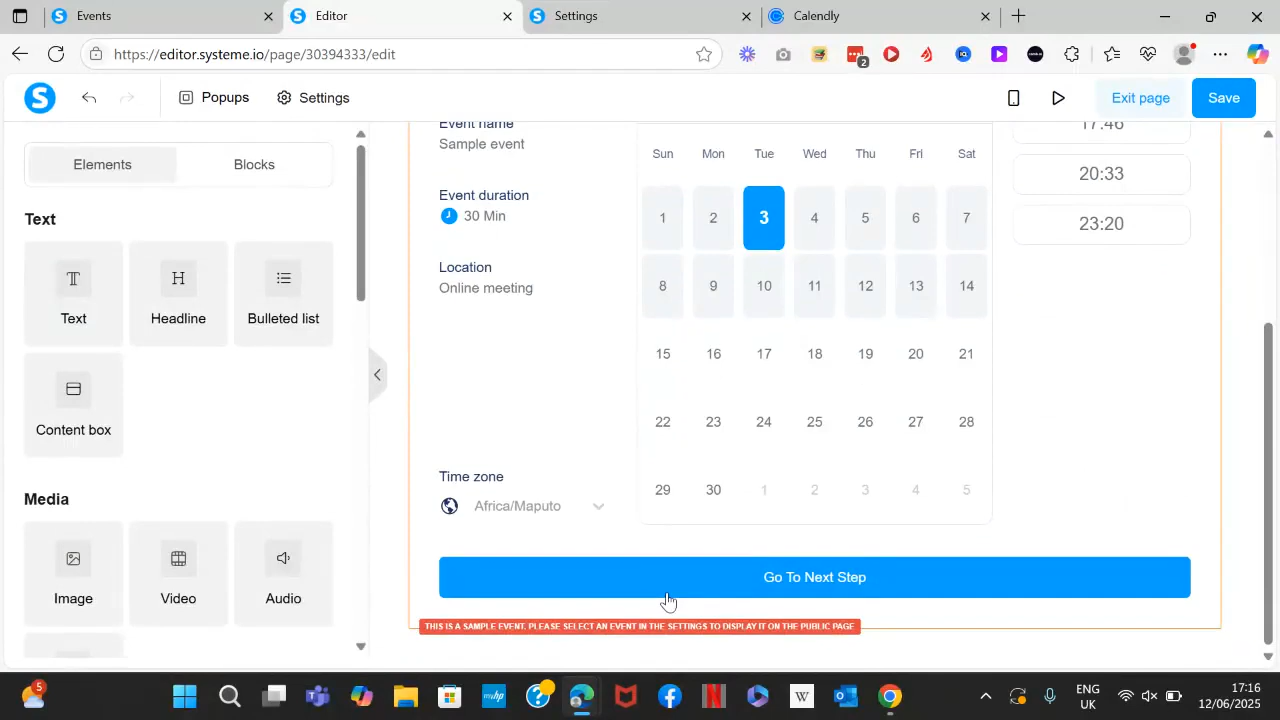 Events
Editor
Settings
Calendly
https://editor.systeme.io/page/30394333/edit
2
S
Popups
Settings
Exit page
Save
Elements
Blocks
Text
Text
Headline
Bulleted list
Content box
Media
Image
Video
Audio
Event name
Sample event
Event duration
30 Min
Location
Online meeting
Time zone
Africa/Maputo
Sun Mon Tue Wed Thu Fri Sat
1 2 3 4 5 6 7
8 9 10 11 12 13 14
15 16 17 18 19 20 21
22 23 24 25 26 27 28
29 30 1 2 3 4 5
17:46
20:33
23:20
Go To Next Step
THIS IS A SAMPLE EVENT. PLEASE SELECT AN EVENT IN THE SETTINGS TO DISPLAY IT ON THE PUBLIC PAGE
5
myhp
N
W
ENG
UK
17:16
12/06/2025